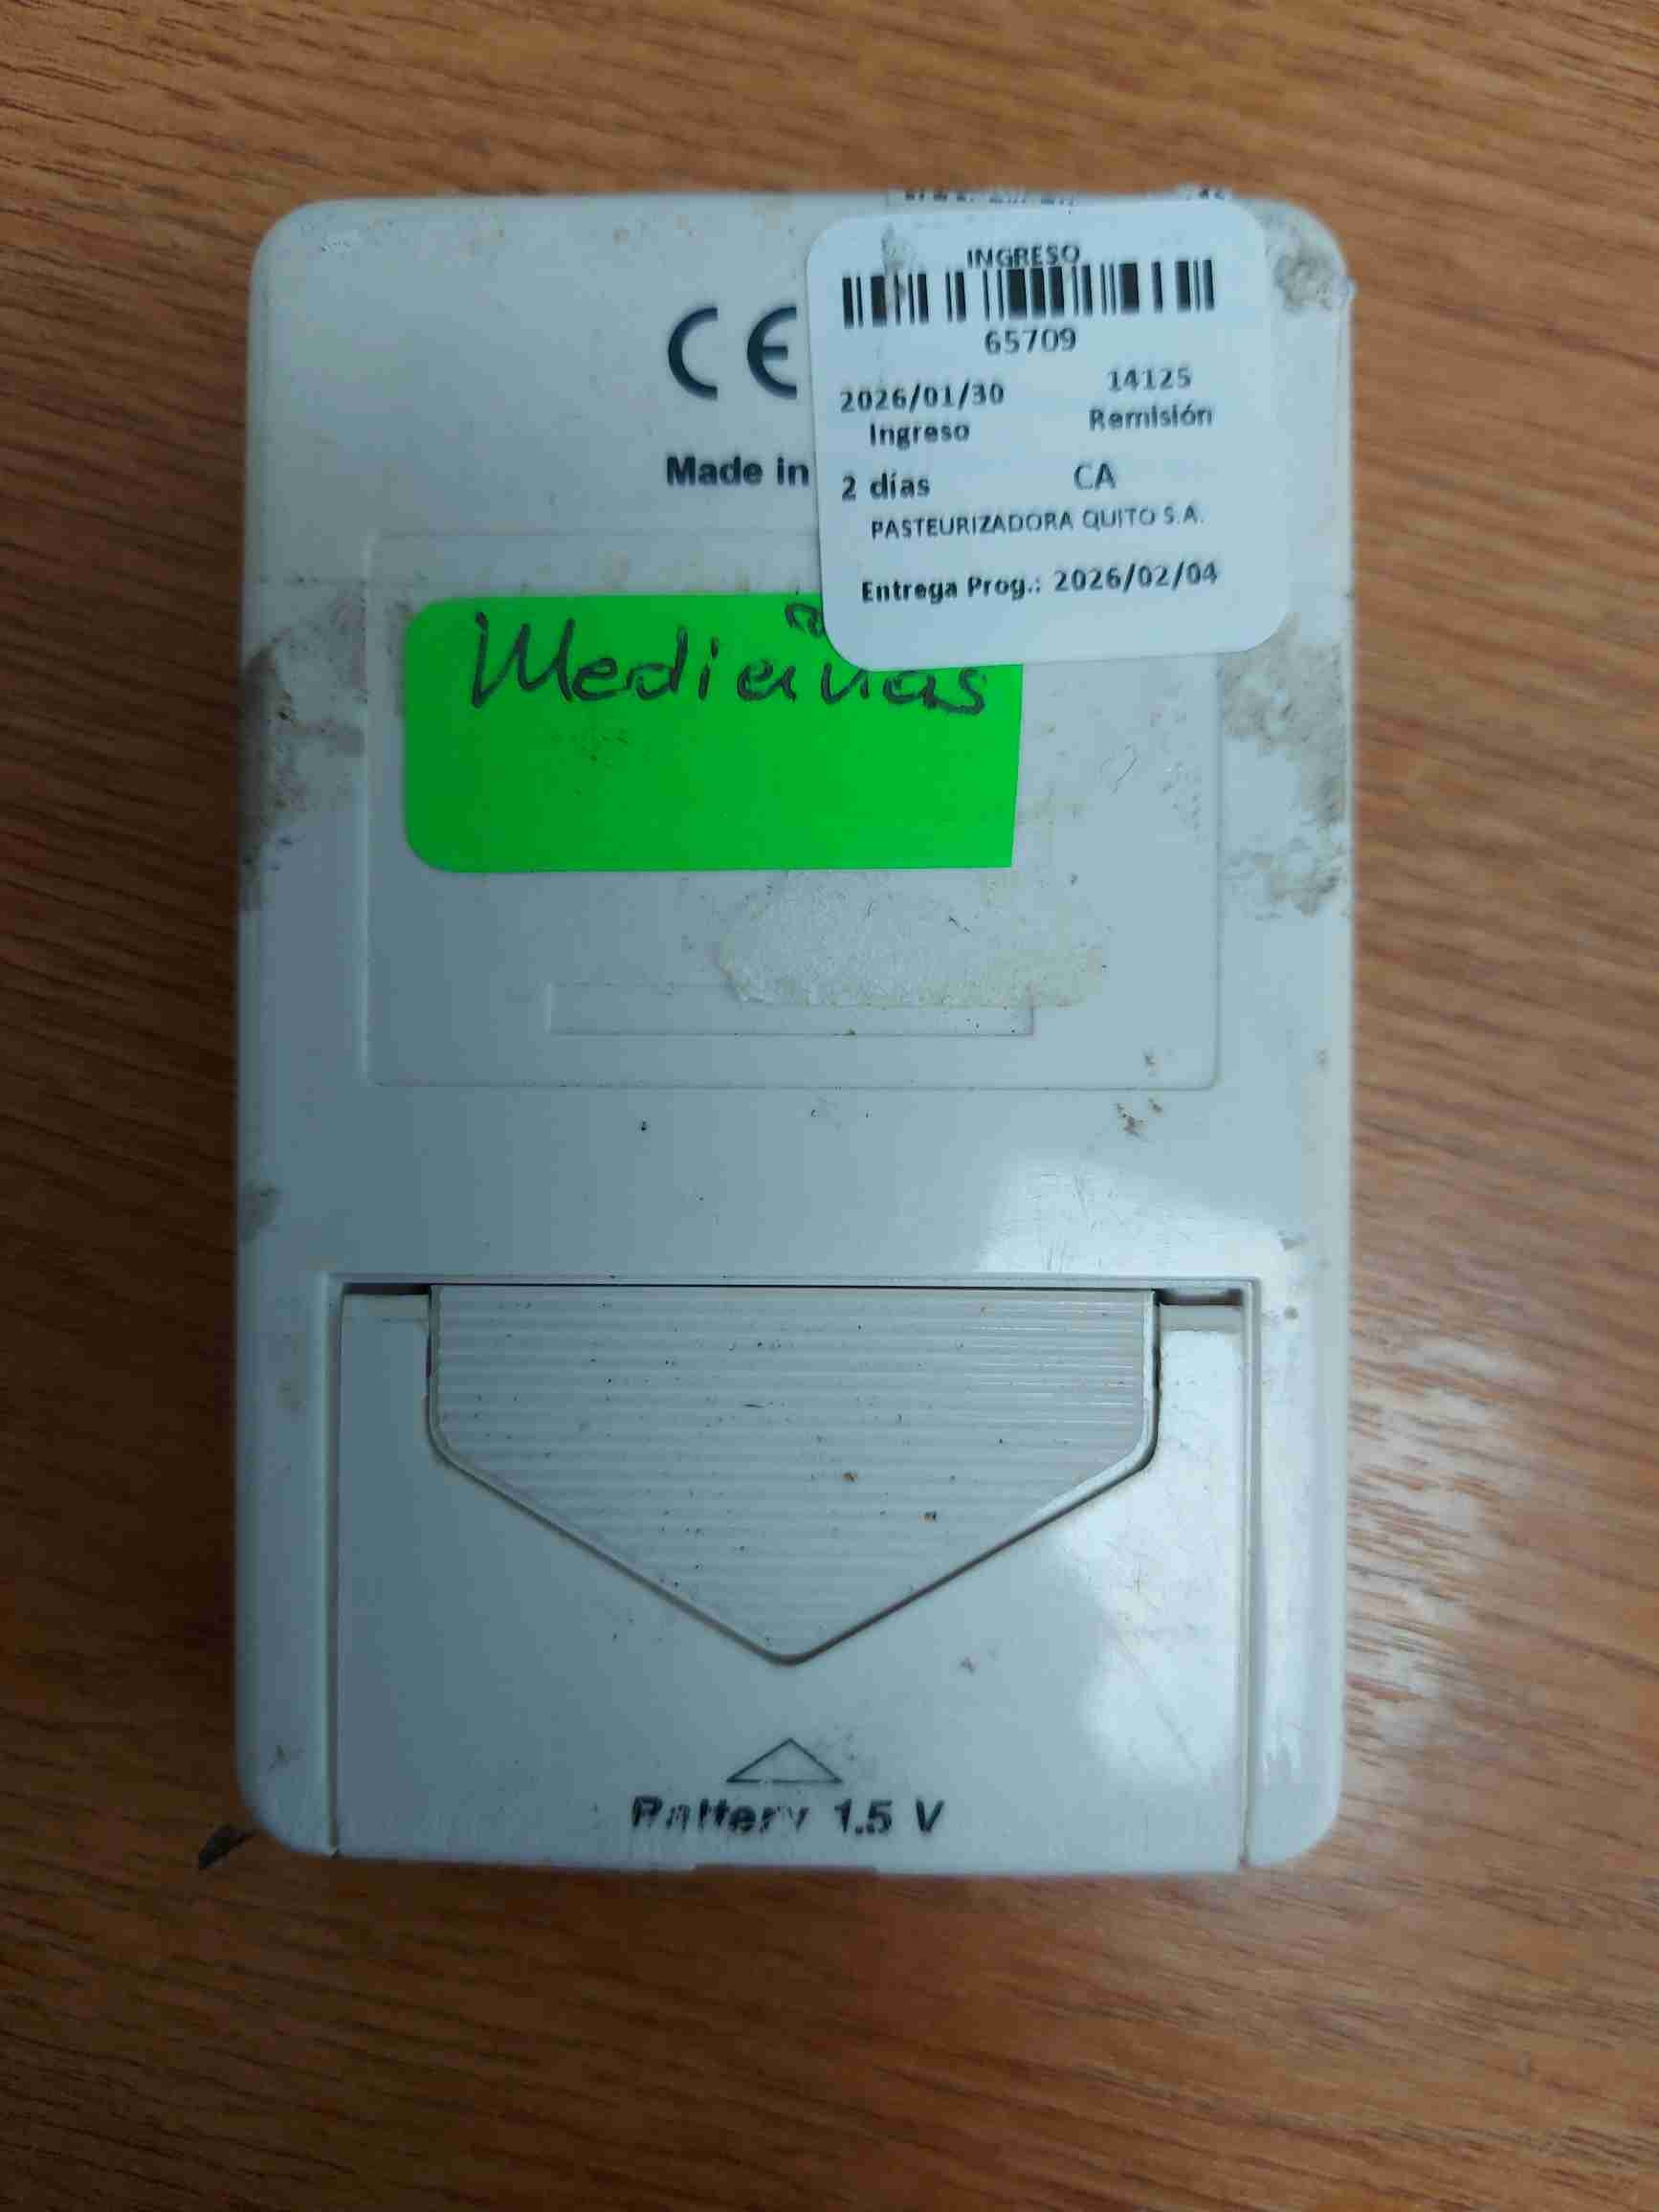 INGRESO
65709
2026/01/30 14125
Ingreso Remisión
2 días CA
PASTEURIZADORA QUITO S.A.
Entrega Prog.: 2026/02/04
CE
Made in
Battery 1.5 V